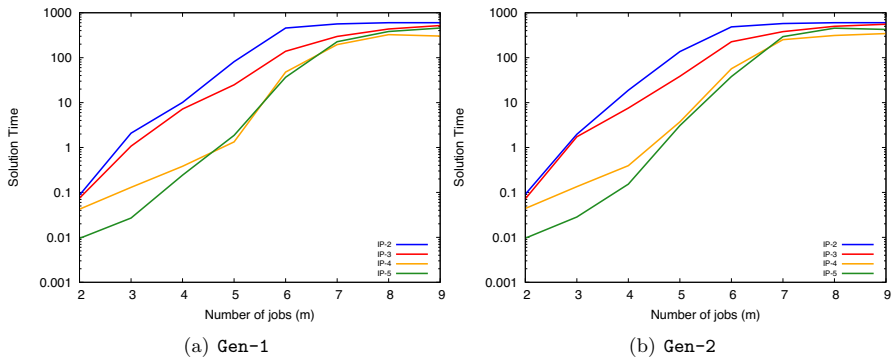 1000
100
10
1
0.1
0.01
0.001
Solution Time
2 3 4 5 6 7 8 9
Number of jobs (m)
IP-2
IP-3
IP-4
IP-5
(a) Gen-1
1000
100
10
1
0.1
0.01
0.001
Solution Time
2 3 4 5 6 7 8 9
Number of jobs (m)
IP-2
IP-3
IP-4
IP-5
(b) Gen-2